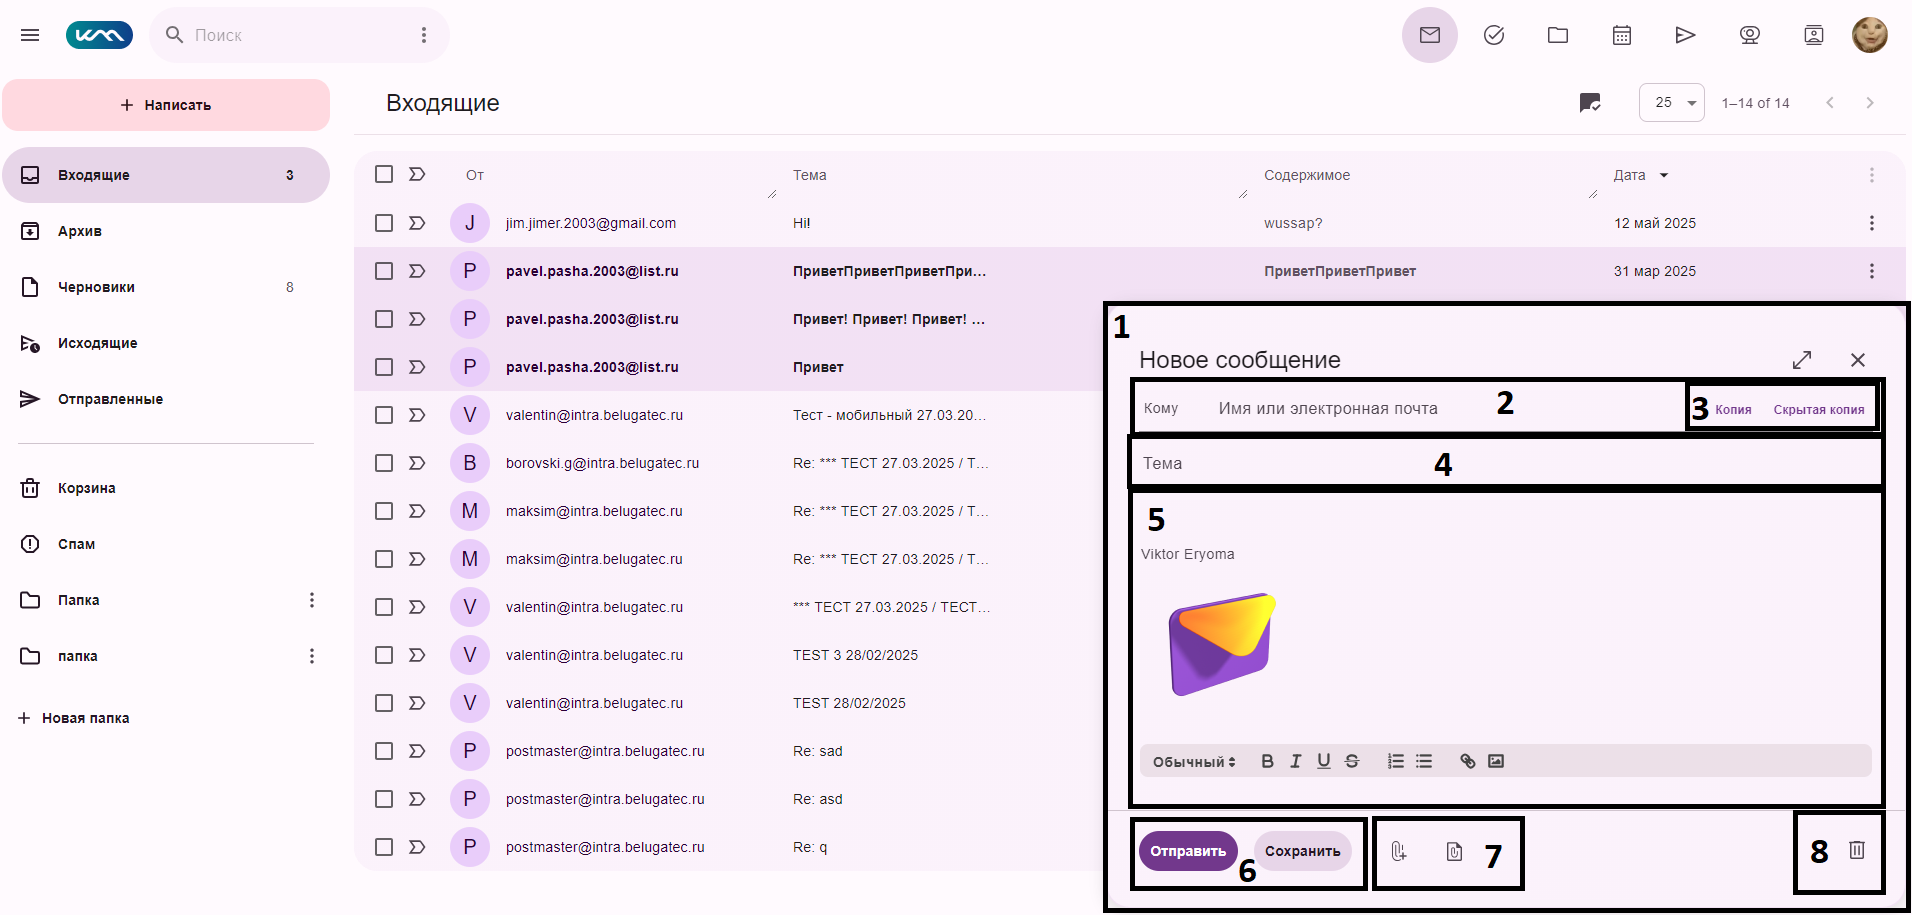 Поиск
Написать
Входящие 3
Архив
Черновики 8
Исходящие
Отправленные
Корзина
Спам
Папка
папка
Новая папка
Входящие
25
1–14 of 14
От Тема Содержимое Дата
J jim.jimer.2003@gmail.com Hi! wussap? 12 май 2025
P pavel.pasha.2003@list.ru ПриветПриветПриветПри... ПриветПриветПривет 31 мар 2025
P pavel.pasha.2003@list.ru Привет! Привет! Привет! ...
P pavel.pasha.2003@list.ru Привет
V valentin@intra.belugatec.ru Тест - мобильный 27.03.20...
B borovski.g@intra.belugatec.ru Re: *** ТЕСТ 27.03.2025 / Т...
M maksim@intra.belugatec.ru Re: *** ТЕСТ 27.03.2025 / Т...
M maksim@intra.belugatec.ru Re: *** ТЕСТ 27.03.2025 / Т...
V valentin@intra.belugatec.ru *** ТЕСТ 27.03.2025 / ТЕСТ...
V valentin@intra.belugatec.ru TEST 3 28/02/2025
V valentin@intra.belugatec.ru TEST 28/02/2025
P postmaster@intra.belugatec.ru Re: sad
P postmaster@intra.belugatec.ru Re: asd
P postmaster@intra.belugatec.ru Re: q
1
Новое сообщение
Кому Имя или электронная почта 2 3 Копия Скрытая копия
Тема 4
5
Viktor Eryoma
Обычный B I U S
Отправить 6 Сохранить 7 8